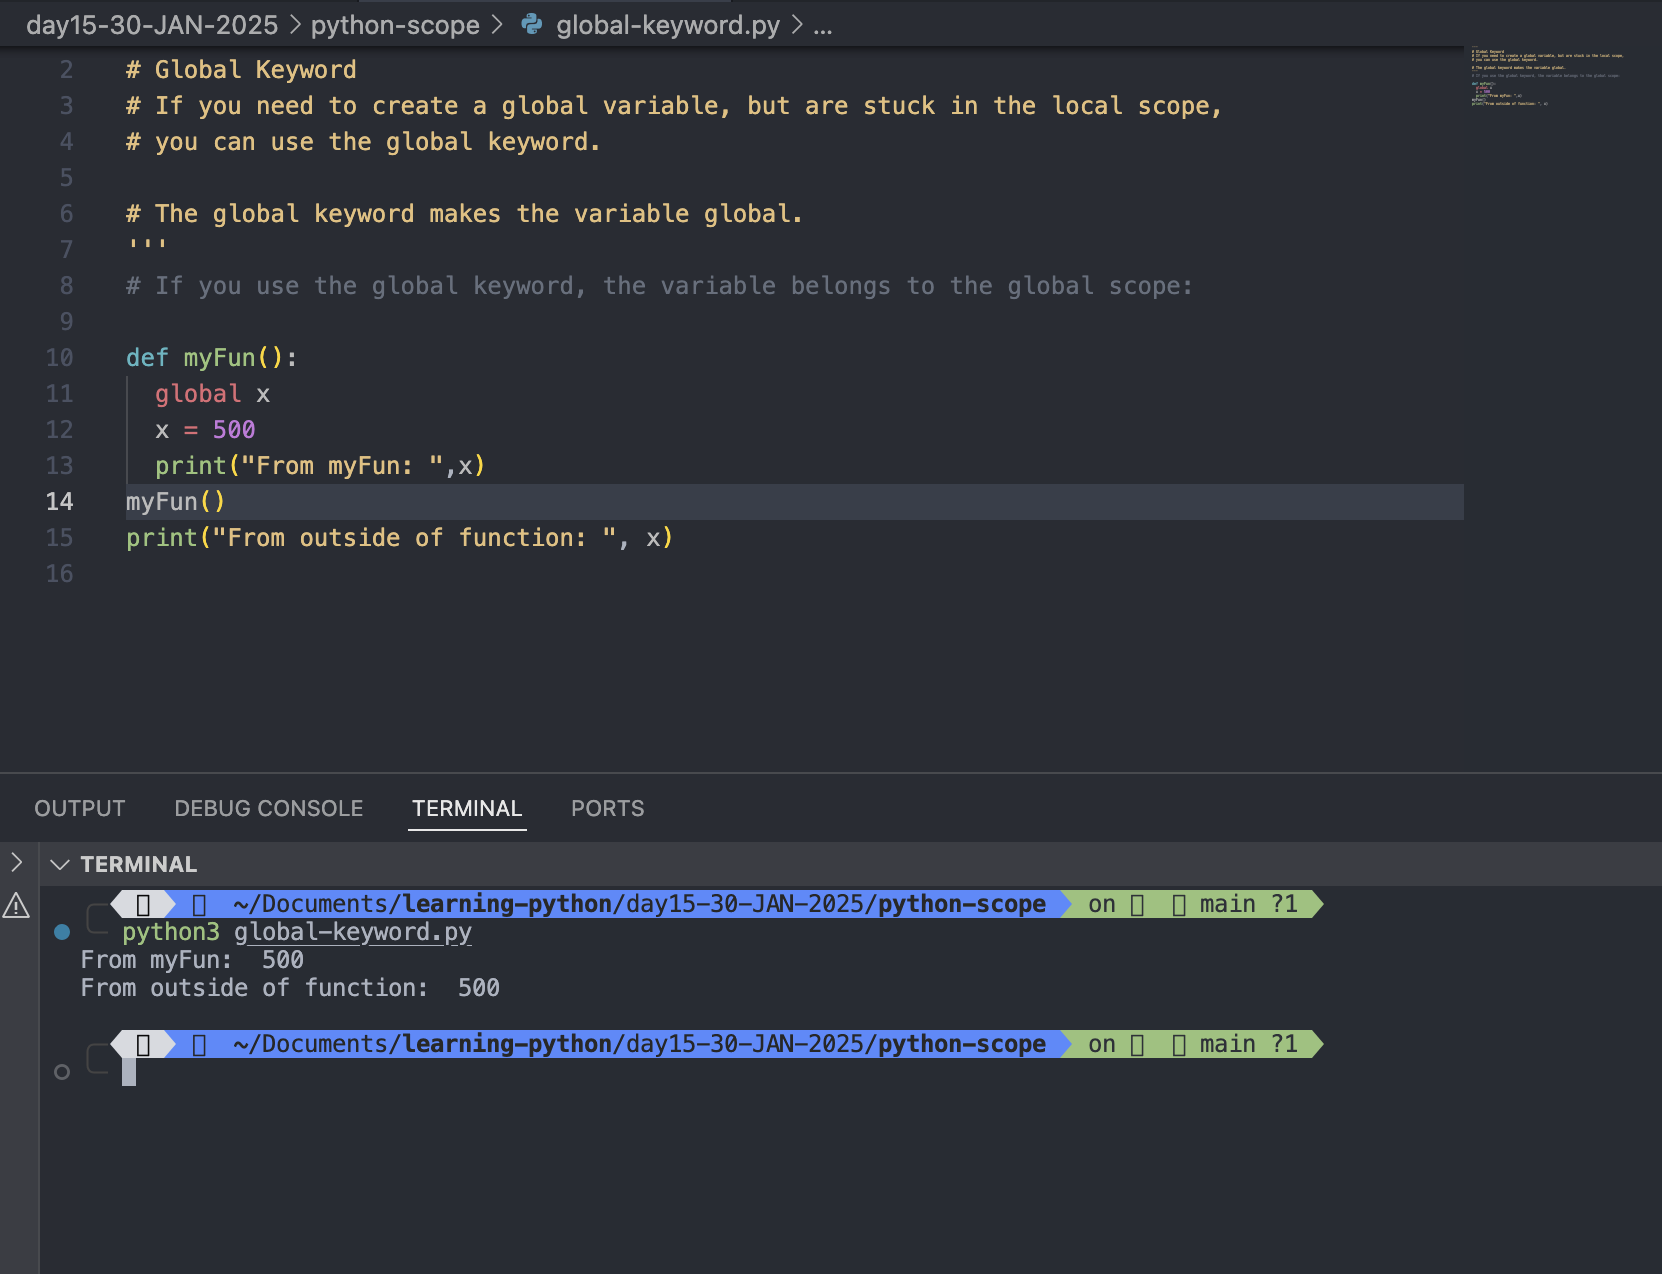 day15-30-JAN-2025 > python-scope > global-keyword.py > ...
2 # Global Keyword
3 # If you need to create a global variable, but are stuck in the local scope,
4 # you can use the global keyword.
5
6 # The global keyword makes the variable global.
7 '''
8 # If you use the global keyword, the variable belongs to the global scope:
9
10 def myFun():
11 global x
12 x = 500
13 print("From myFun: ",x)
14 myFun()
15 print("From outside of function: ", x)
16
OUTPUT DEBUG CONSOLE TERMINAL PORTS
TERMINAL
~/Documents/learning-python/day15-30-JAN-2025/python-scope on main ?1
python3 global-keyword.py
From myFun:  500
From outside of function:  500
~/Documents/learning-python/day15-30-JAN-2025/python-scope on main ?1